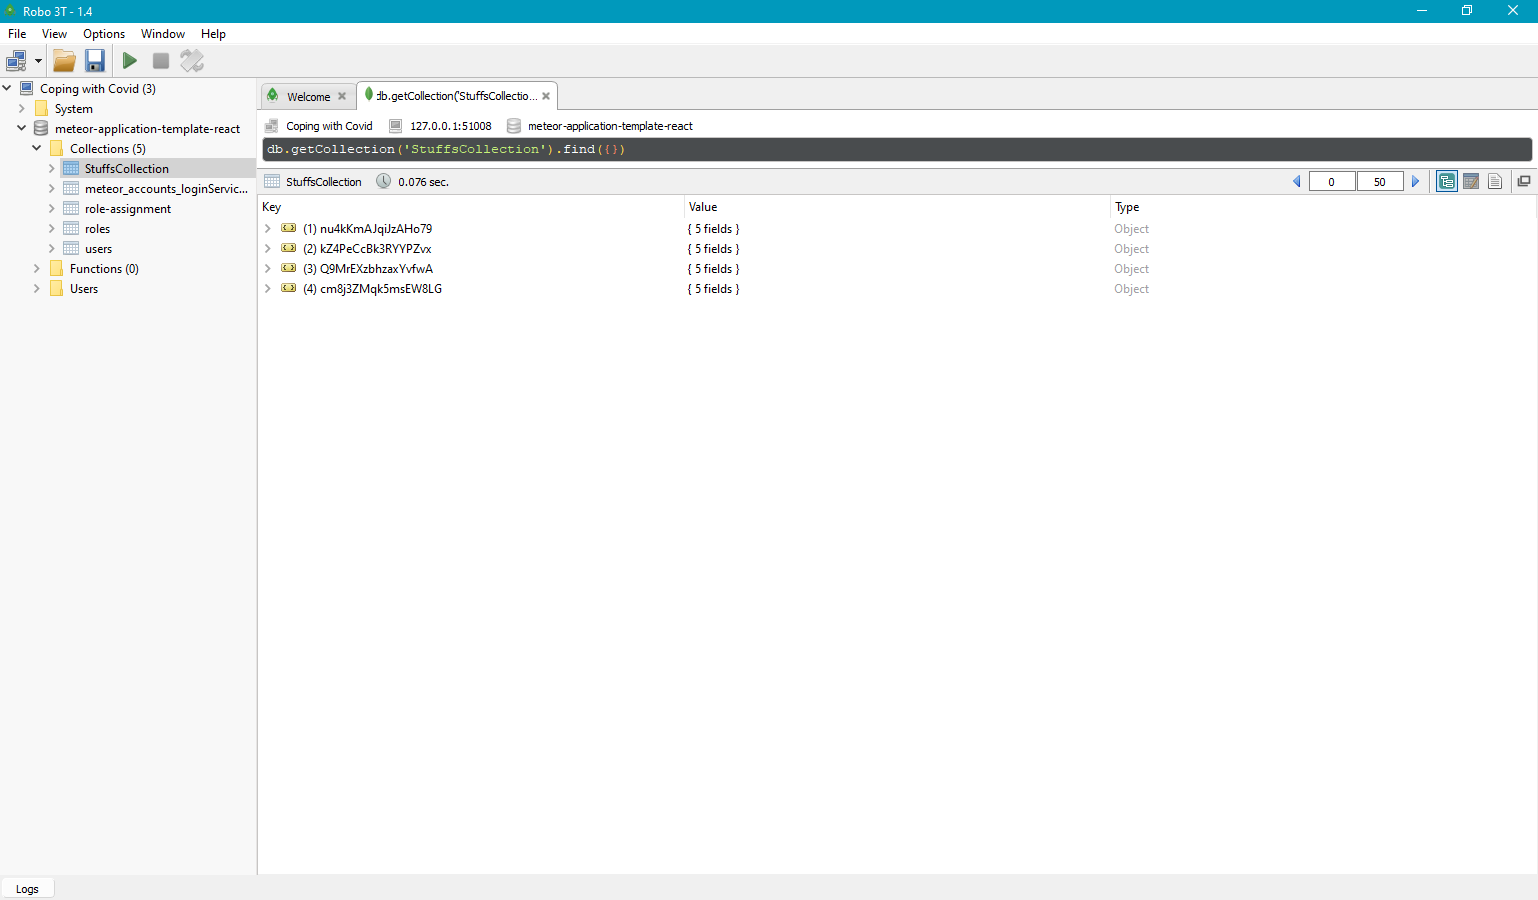 Robo 3T - 1.4
File View Options Window Help
Coping with Covid (3)
System
meteor-application-template-react
Collections (5)
StuffsCollection
meteor_accounts_loginServic...
role-assignment
roles
users
Functions (0)
Users
Welcome db.getCollection('StuffsCollectio...
Coping with Covid 127.0.0.1:51008 meteor-application-template-react
db.getCollection('StuffsCollection').find({})
StuffsCollection 0.076 sec. 0 50
Key Value Type
(1) nu4kKmAJqiJzAHo79 { 5 fields } Object
(2) kZ4PeCcBk3RYYPZvx { 5 fields } Object
(3) Q9MrEXzbhzaxYvfwA { 5 fields } Object
(4) cm8j3ZMqk5msEW8LG { 5 fields } Object
Logs